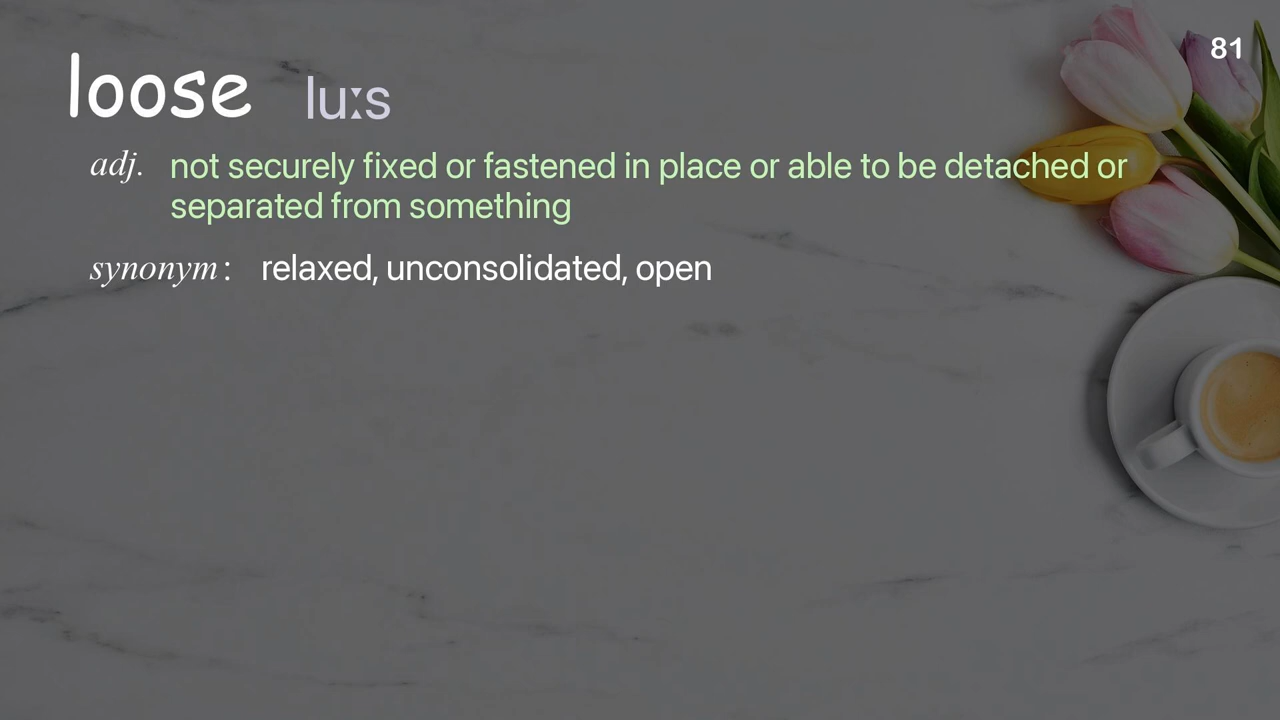 81
loose luːs
adj. not securely fixed or fastened in place or able to be detached or
separated from something
synonym : relaxed, unconsolidated, open